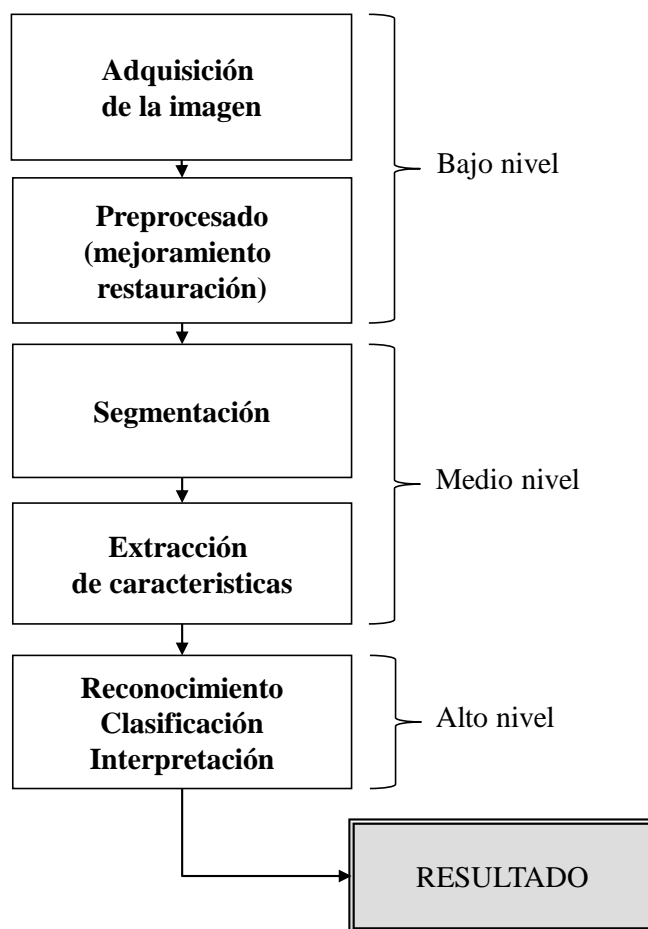 Adquisición
de la imagen
Bajo nivel
Preprocesado
(mejoramiento
restauración)
Segmentación
Medio nivel
Extracción
de caracteristicas
Reconocimiento
Clasificación
Interpretación
Alto nivel
RESULTADO